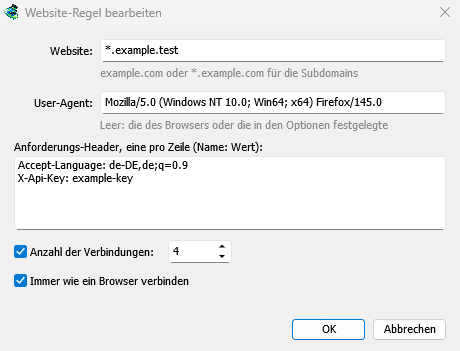 Website-Regel bearbeiten
Website: *.example.test
example.com oder *.example.com für die Subdomains
User-Agent: Mozilla/5.0 (Windows NT 10.0; Win64; x64) Firefox/145.0
Leer: die des Browsers oder die in den Optionen festgelegte
Anforderungs-Header, eine pro Zeile (Name: Wert):
Accept-Language: de-DE,de;q=0.9
X-Api-Key: example-key
Anzahl der Verbindungen: 4
Immer wie ein Browser verbinden
OK Abbrechen